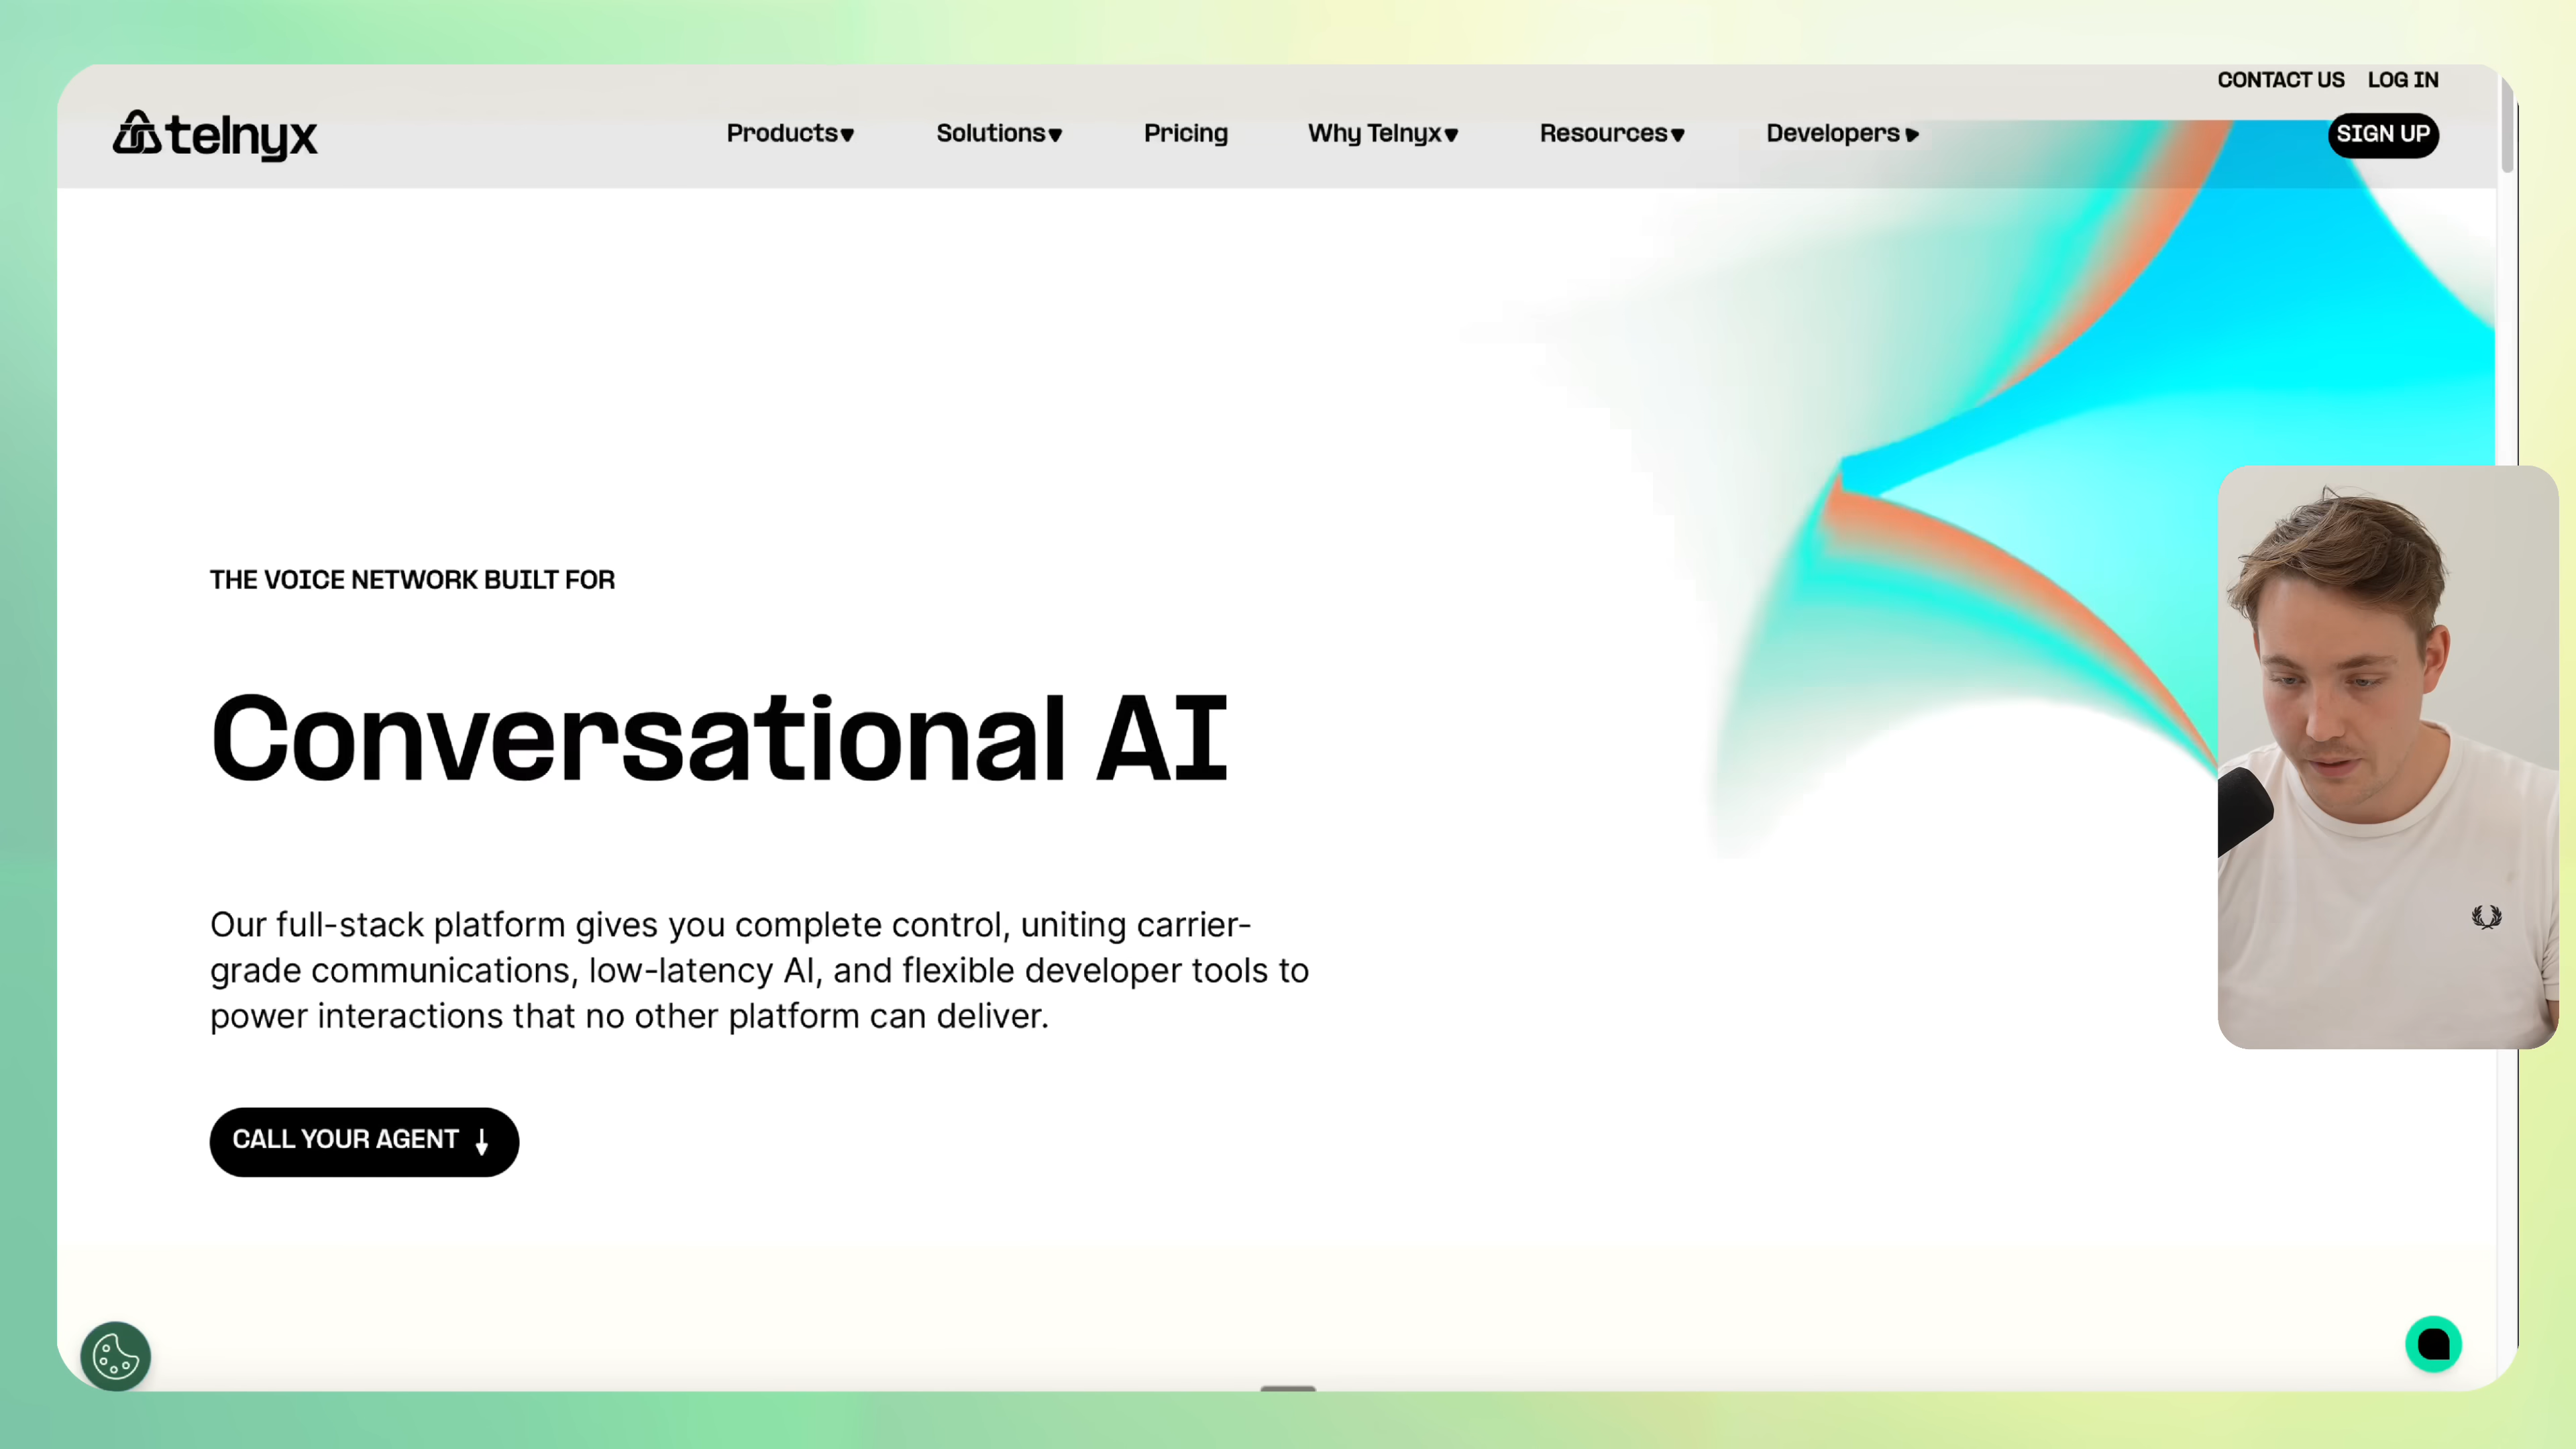 CONTACT US LOG IN
telnyx Products Solutions Pricing Why Telnyx Resources Developers SIGN UP
THE VOICE NETWORK BUILT FOR
Conversational AI
Our full-stack platform gives you complete control, uniting carrier-
grade communications, low-latency AI, and flexible developer tools to
power interactions that no other platform can deliver.
CALL YOUR AGENT